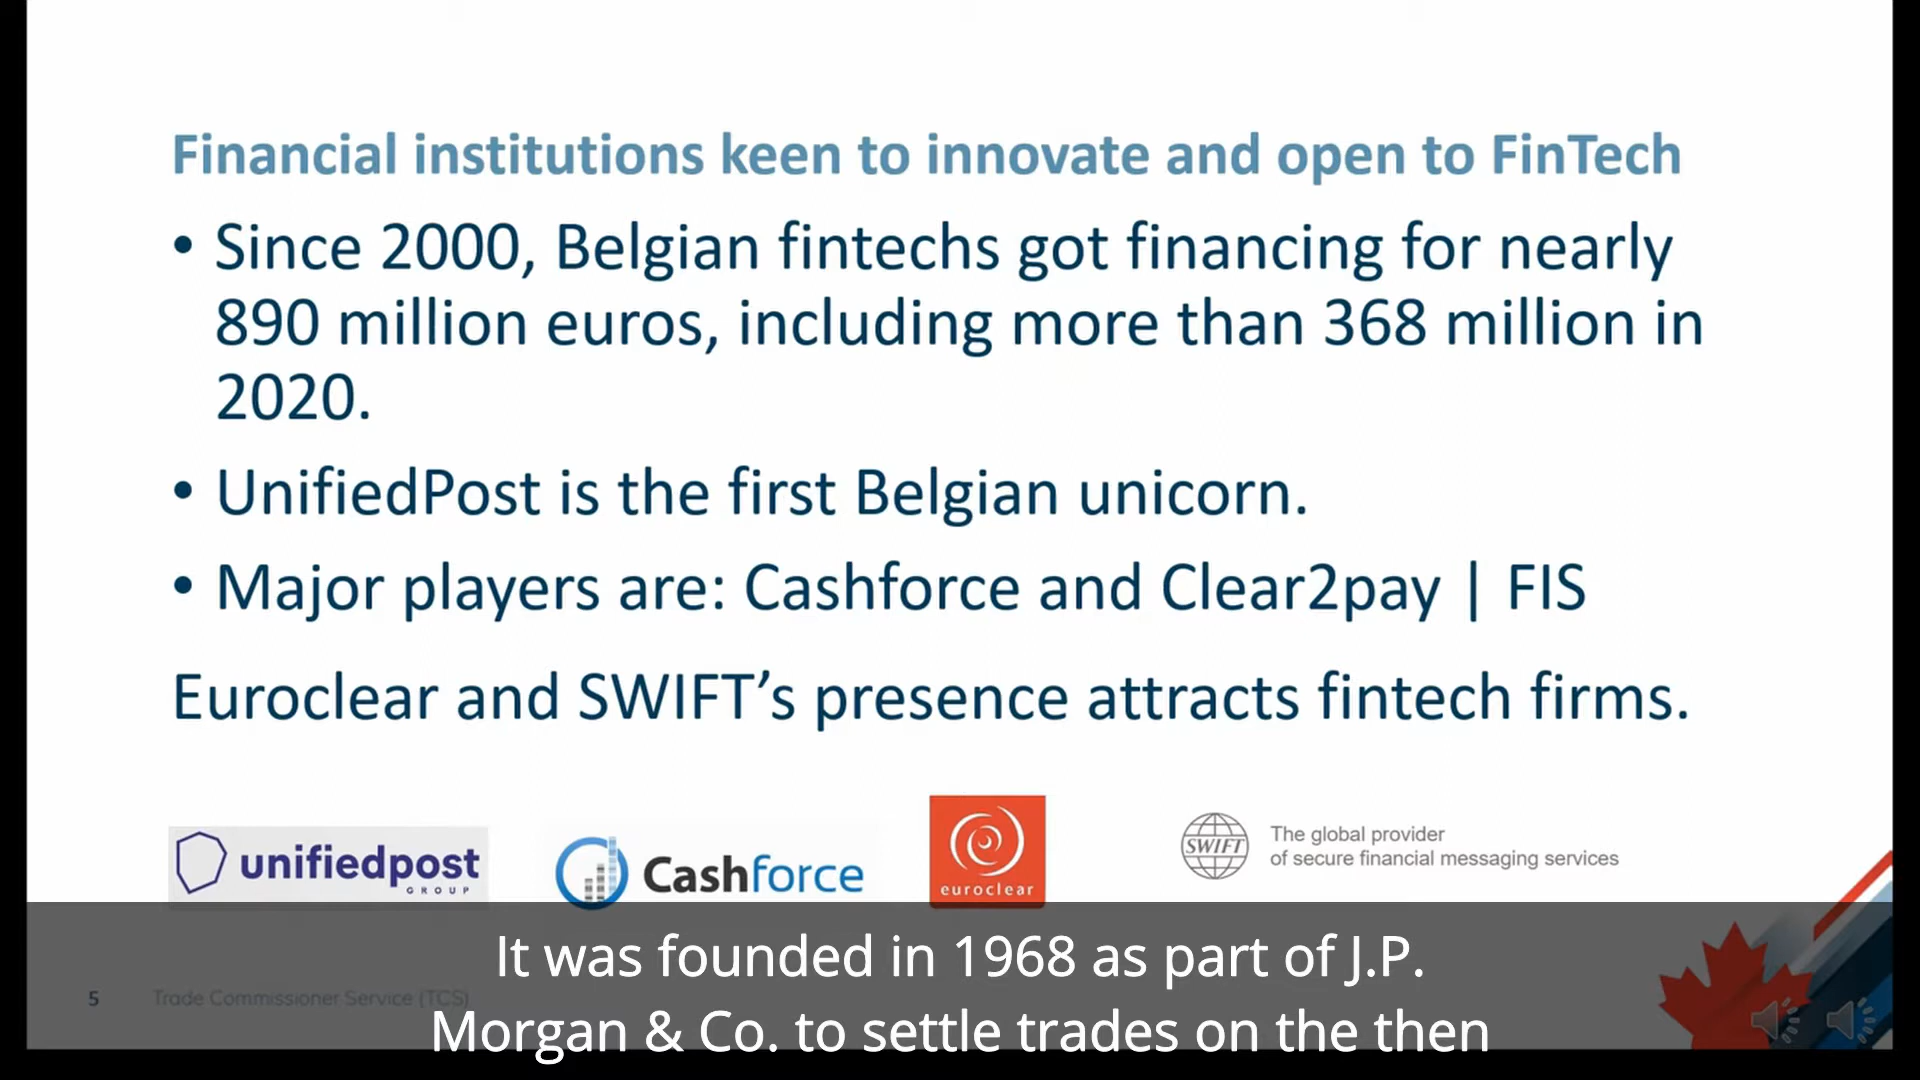 Financial institutions keen to innovate and open to FinTech
• Since 2000, Belgian fintechs got financing for nearly
890 million euros, including more than 368 million in
2020.
• UnifiedPost is the first Belgian unicorn.
• Major players are: Cashforce and Clear2pay | FIS
Euroclear and SWIFT’s presence attracts fintech firms.
unifiedpost
GROUP
Cashforce
euroclear
SWIFT
The global provider
of secure financial messaging services
It was founded in 1968 as part of J.P.
5 Trade Commissioner Service (TCS)
Morgan & Co. to settle trades on the then